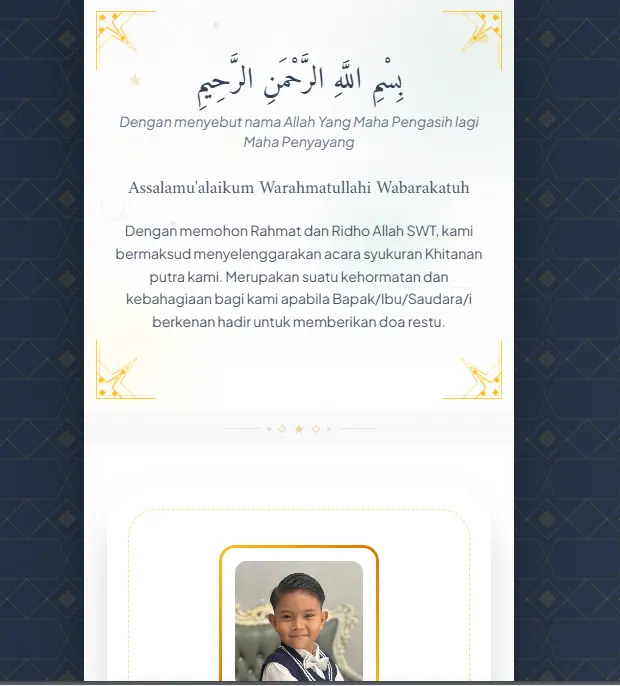 بِسْمِ اللَّهِ الرَّحْمَنِ الرَّحِيمِ
Dengan menyebut nama Allah Yang Maha Pengasih lagi
Maha Penyayang
Assalamu'alaikum Warahmatullahi Wabarakatuh
Dengan memohon Rahmat dan Ridho Allah SWT, kami
bermaksud menyelenggarakan acara syukuran Khitanan
putra kami. Merupakan suatu kehormatan dan
kebahagiaan bagi kami apabila Bapak/Ibu/Saudara/i
berkenan hadir untuk memberikan doa restu.